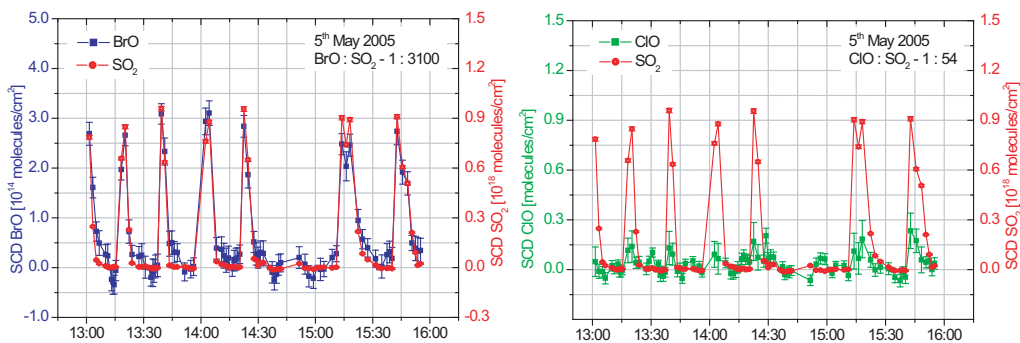 5.0
4.0
3.0
2.0
1.0
0.0
-1.0
SCD BrO [10¹⁴ molecules/cm²]
BrO
SO₂
5ᵗʰ May 2005
BrO : SO₂ - 1 : 3100
1.5
1.2
0.9
0.6
0.3
0.0
-0.3
SCD SO₂ [10¹⁸ molecules/cm²]
13:00 13:30 14:00 14:30 15:00 15:30 16:00
1.5
1.2
0.9
0.6
0.3
0.0
SCD ClO [molecules/cm²]
ClO
SO₂
5ᵗʰ May 2005
ClO : SO₂ - 1 : 54
1.5
1.2
0.9
0.6
0.3
0.0
SCD SO₂ [10¹⁸ molecules/cm²]
13:00 13:30 14:00 14:30 15:00 15:30 16:00